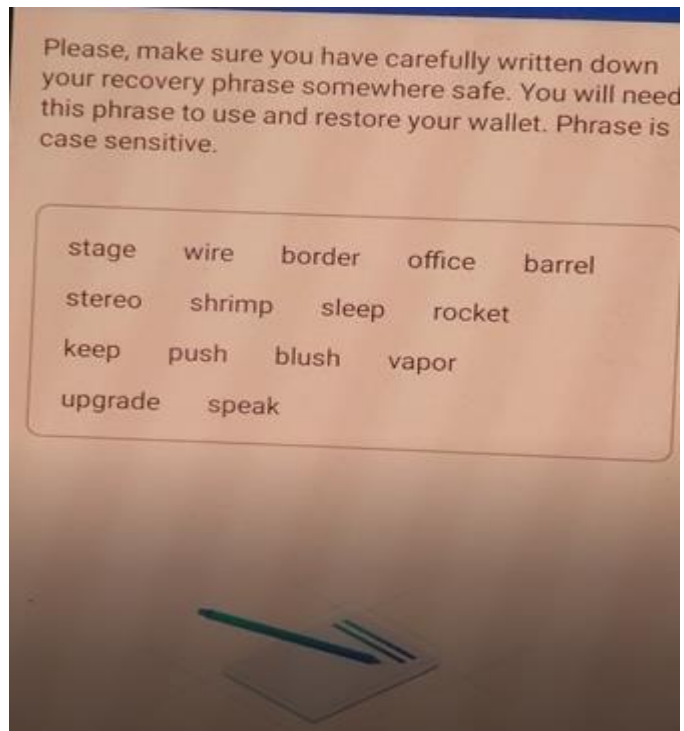 Please, make sure you have carefully written down
your recovery phrase somewhere safe. You will need
this phrase to use and restore your wallet. Phrase is
case sensitive.
stage wire border office barrel
stereo shrimp sleep rocket
keep push blush vapor
upgrade speak